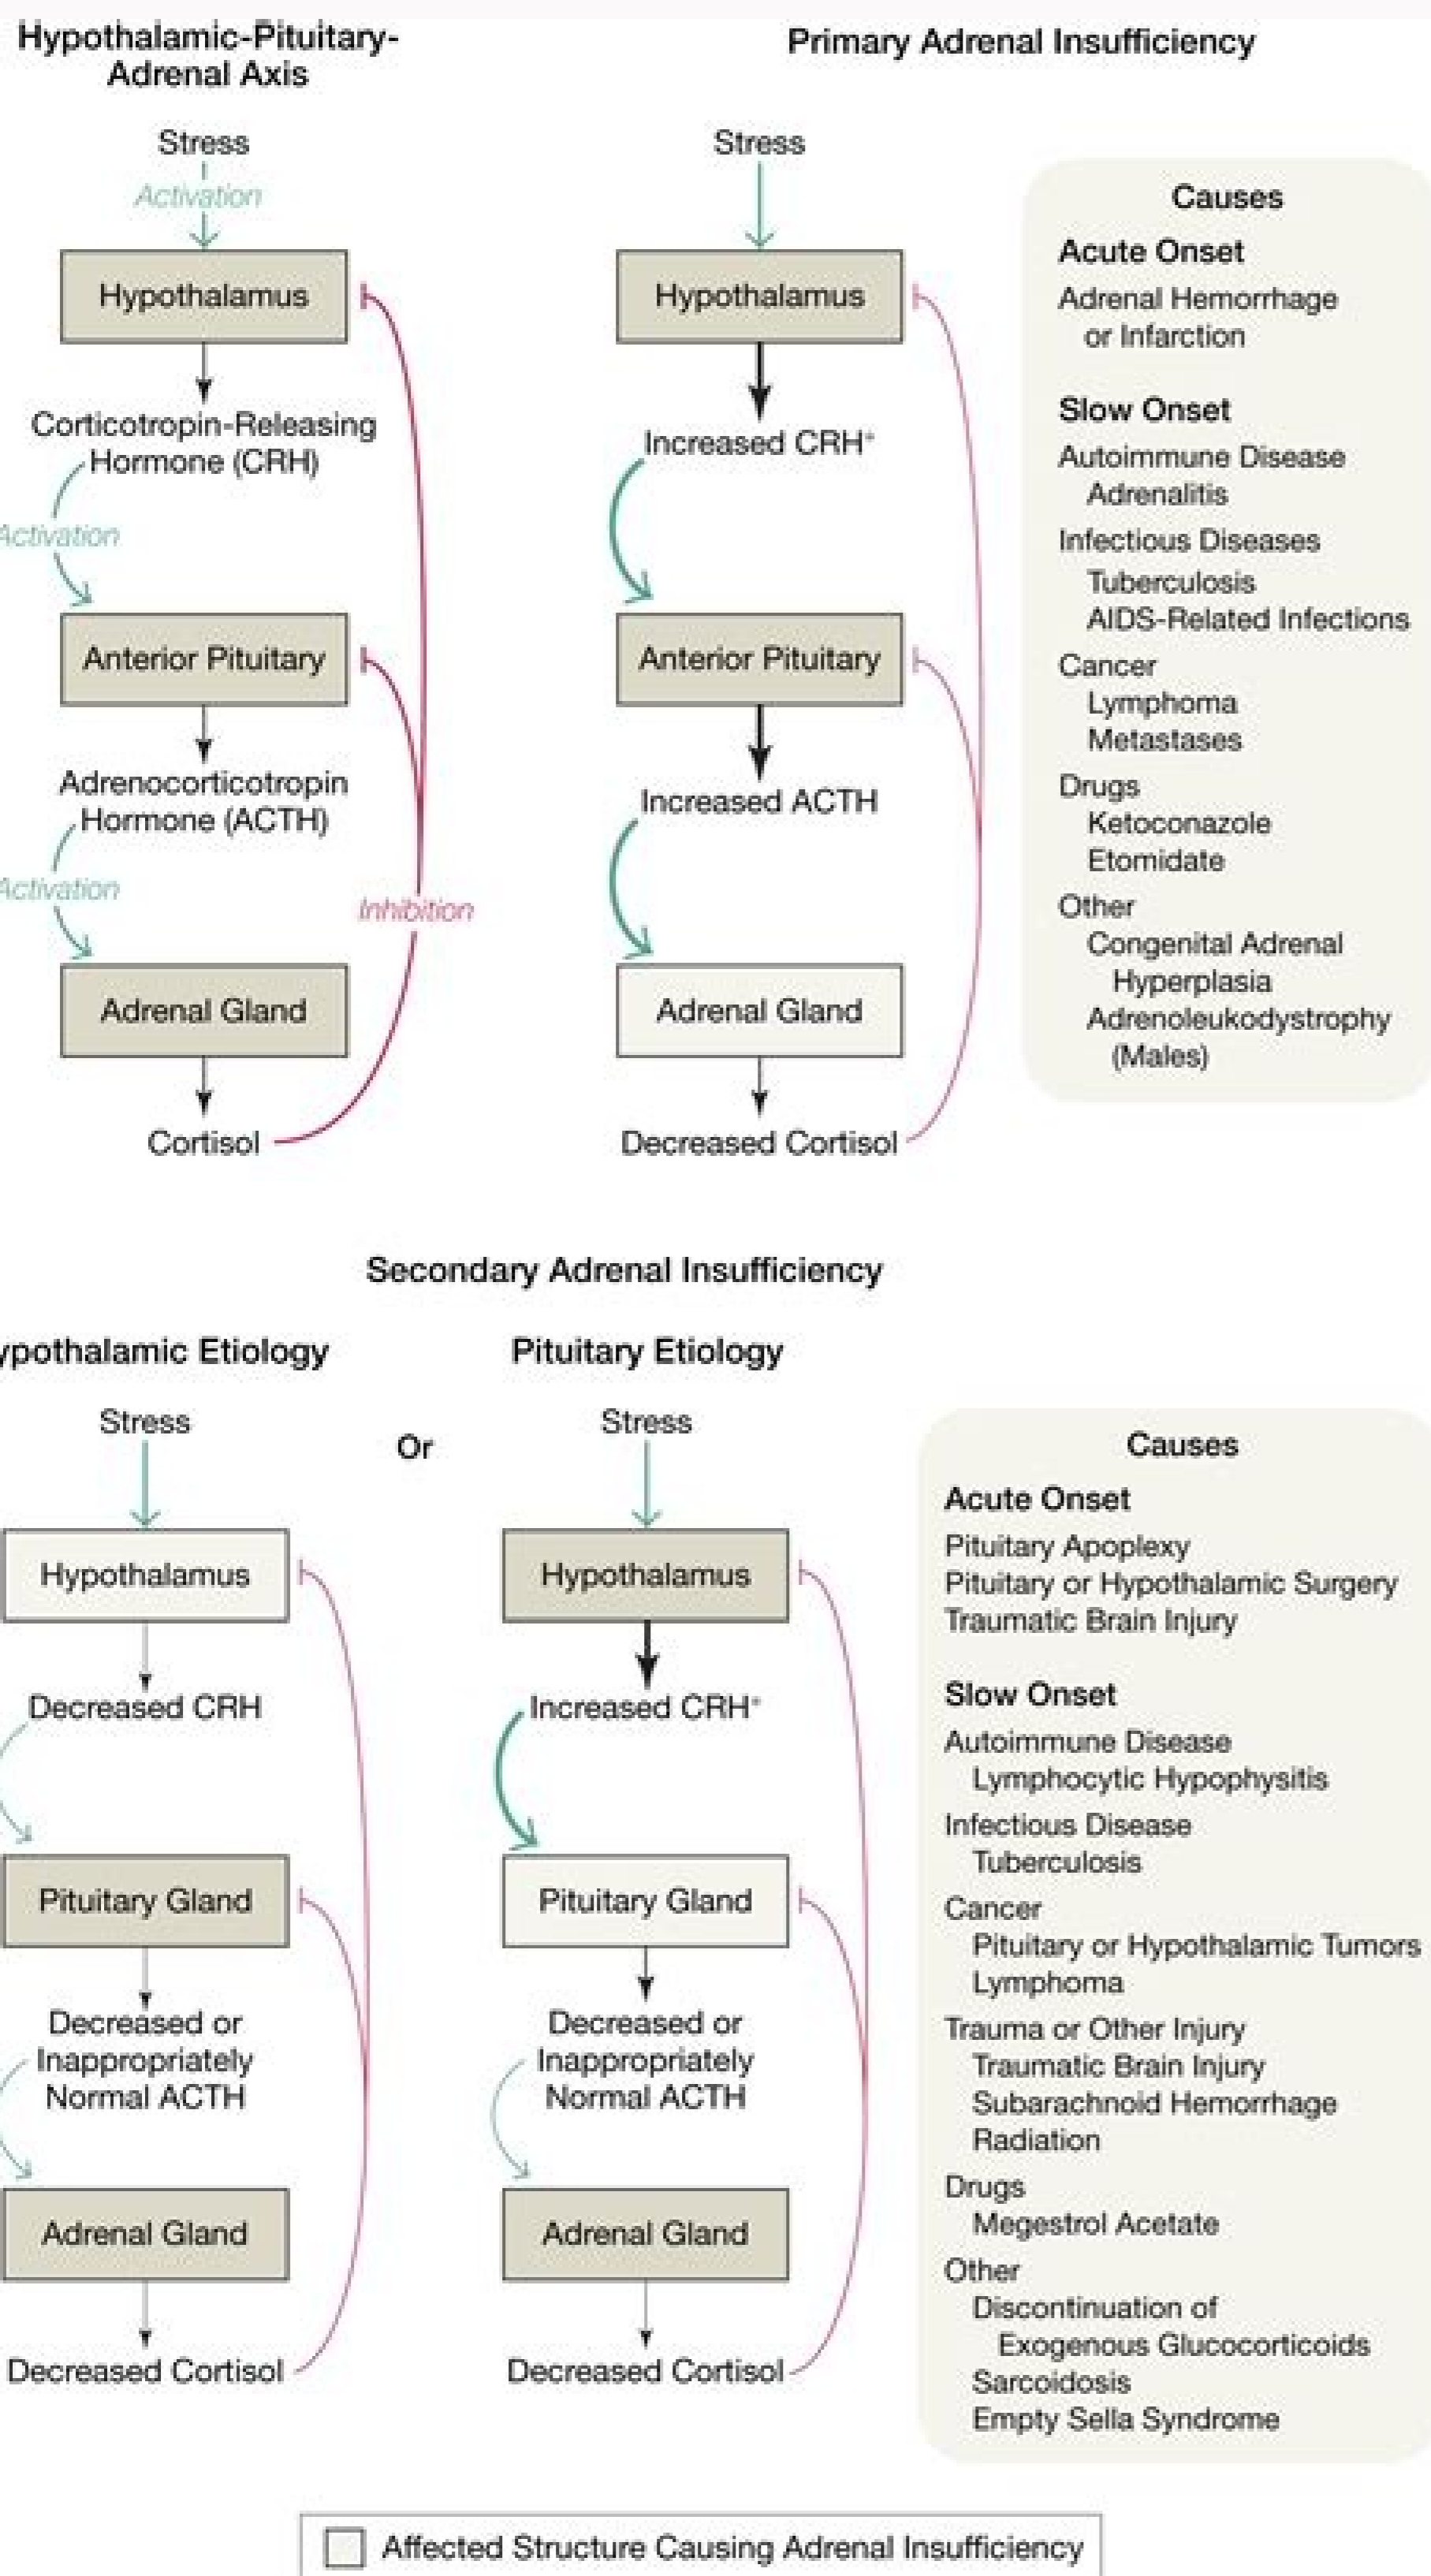 Hypothalamic-Pituitary-
Adrenal Axis
Stress
Activation
Hypothalamus
Corticotropin-Releasing
Hormone (CRH)
Activation
Anterior Pituitary
Adrenocorticotropin
Hormone (ACTH)
Activation
Inhibition
Adrenal Gland
Cortisol
Primary Adrenal Insufficiency
Stress
Hypothalamus
Increased CRH*
Anterior Pituitary
Increased ACTH
Adrenal Gland
Decreased Cortisol
Causes
Acute Onset
Adrenal Hemorrhage
or Infarction
Slow Onset
Autoimmune Disease
Adrenalitis
Infectious Diseases
Tuberculosis
AIDS-Related Infections
Cancer
Lymphoma
Metastases
Drugs
Ketoconazole
Etomidate
Other
Congenital Adrenal
Hyperplasia
Adrenoleukodystrophy
(Males)
Secondary Adrenal Insufficiency
ypothalamic Etiology
Stress
Hypothalamus
Decreased CRH
Pituitary Gland
Decreased or
Inappropriately
Normal ACTH
Adrenal Gland
Decreased Cortisol
Or
Pituitary Etiology
Stress
Hypothalamus
Increased CRH*
Pituitary Gland
Decreased or
Inappropriately
Normal ACTH
Adrenal Gland
Decreased Cortisol
Causes
Acute Onset
Pituitary Apoplexy
Pituitary or Hypothalamic Surgery
Traumatic Brain Injury
Slow Onset
Autoimmune Disease
Lymphocytic Hypophysitis
Infectious Disease
Tuberculosis
Cancer
Pituitary or Hypothalamic Tumors
Lymphoma
Trauma or Other Injury
Traumatic Brain Injury
Subarachnoid Hemorrhage
Radiation
Drugs
Megestrol Acetate
Other
Discontinuation of
Exogenous Glucocorticoids
Sarcoidosis
Empty Sella Syndrome
Affected Structure Causing Adrenal Insufficiency